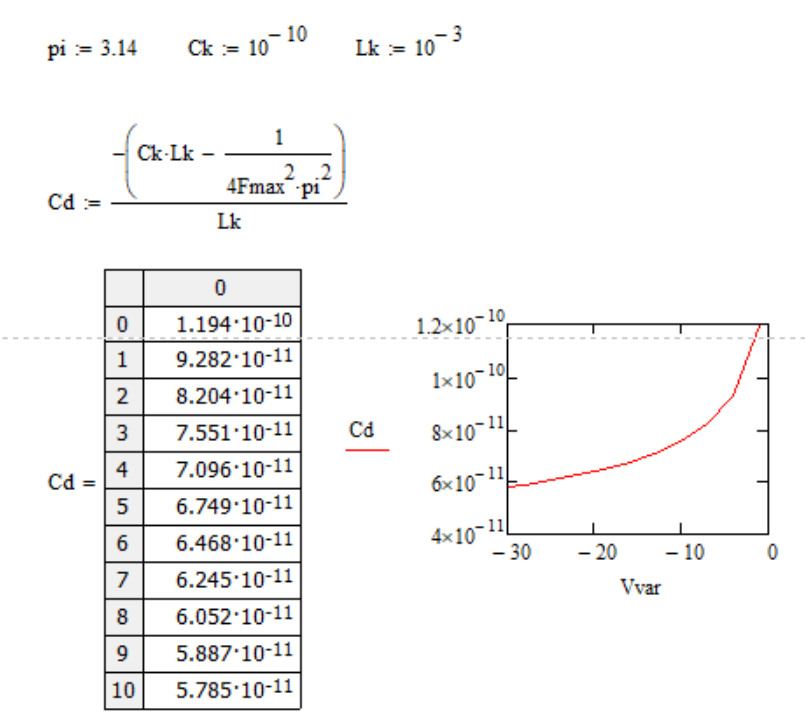 pi := 3.14 Ck := 10^-10 Lk := 10^-3
Cd := -(Ck·Lk - 1/(4Fmax^2·pi^2))/Lk
0
0 1.194·10^-10
1 9.282·10^-11
2 8.204·10^-11
3 7.551·10^-11
Cd = 4 7.096·10^-11
5 6.749·10^-11
6 6.468·10^-11
7 6.245·10^-11
8 6.052·10^-11
9 5.887·10^-11
10 5.785·10^-11
1.2×10^-10
1×10^-10
Cd 8×10^-11
6×10^-11
4×10^-11
-30 -20 -10 0
Vvar